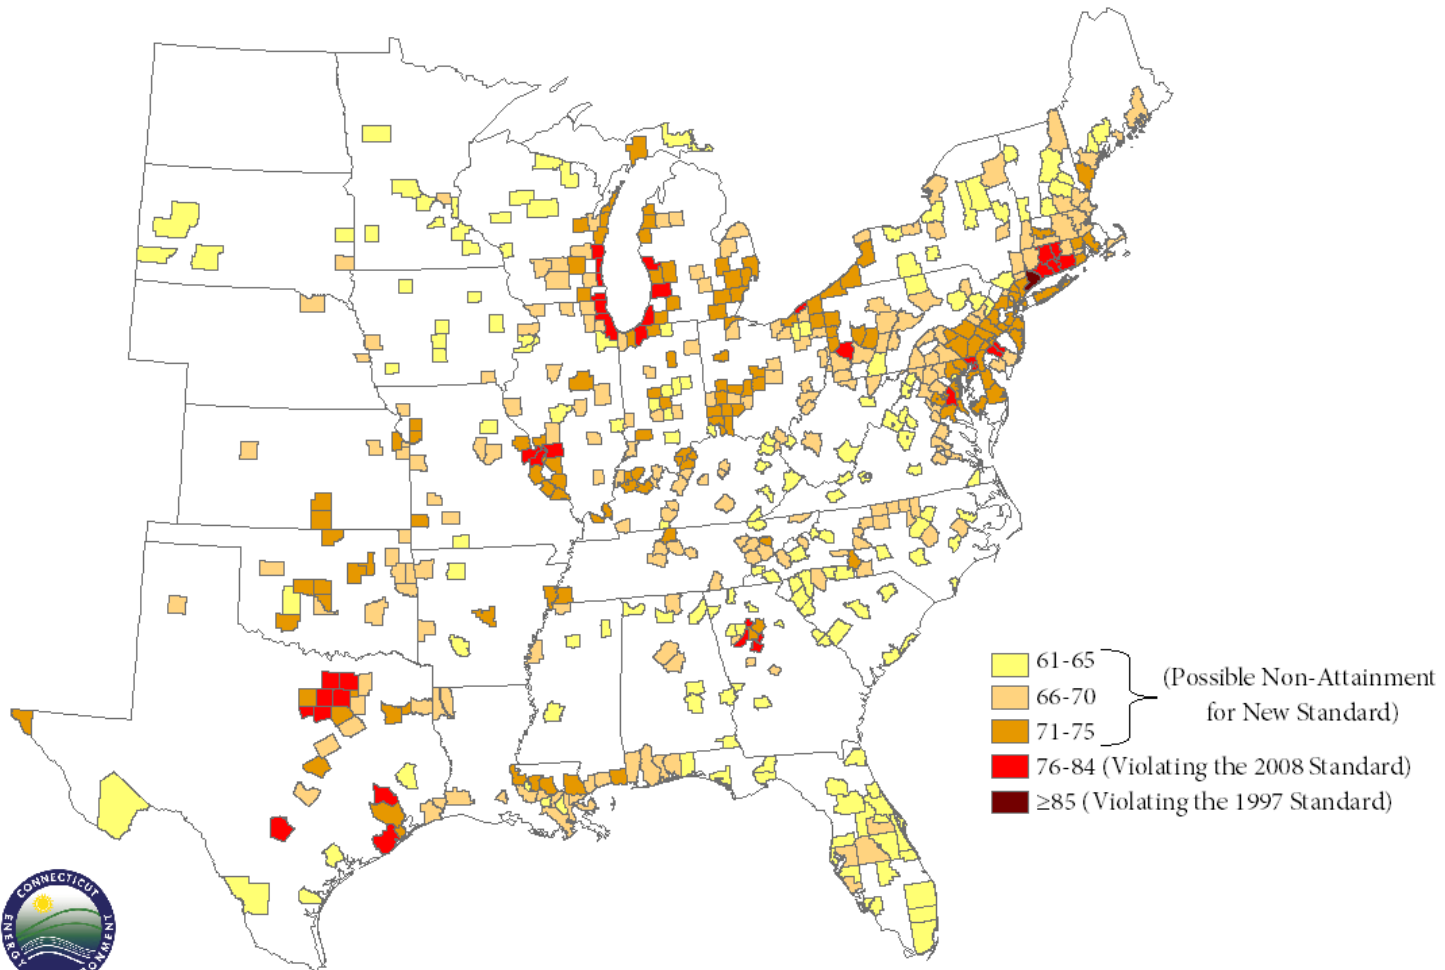 61-65
66-70
71-75
(Possible Non-Attainment
for New Standard)
76-84 (Violating the 2008 Standard)
≥85 (Violating the 1997 Standard)
CONNECTICUT
ENERGY